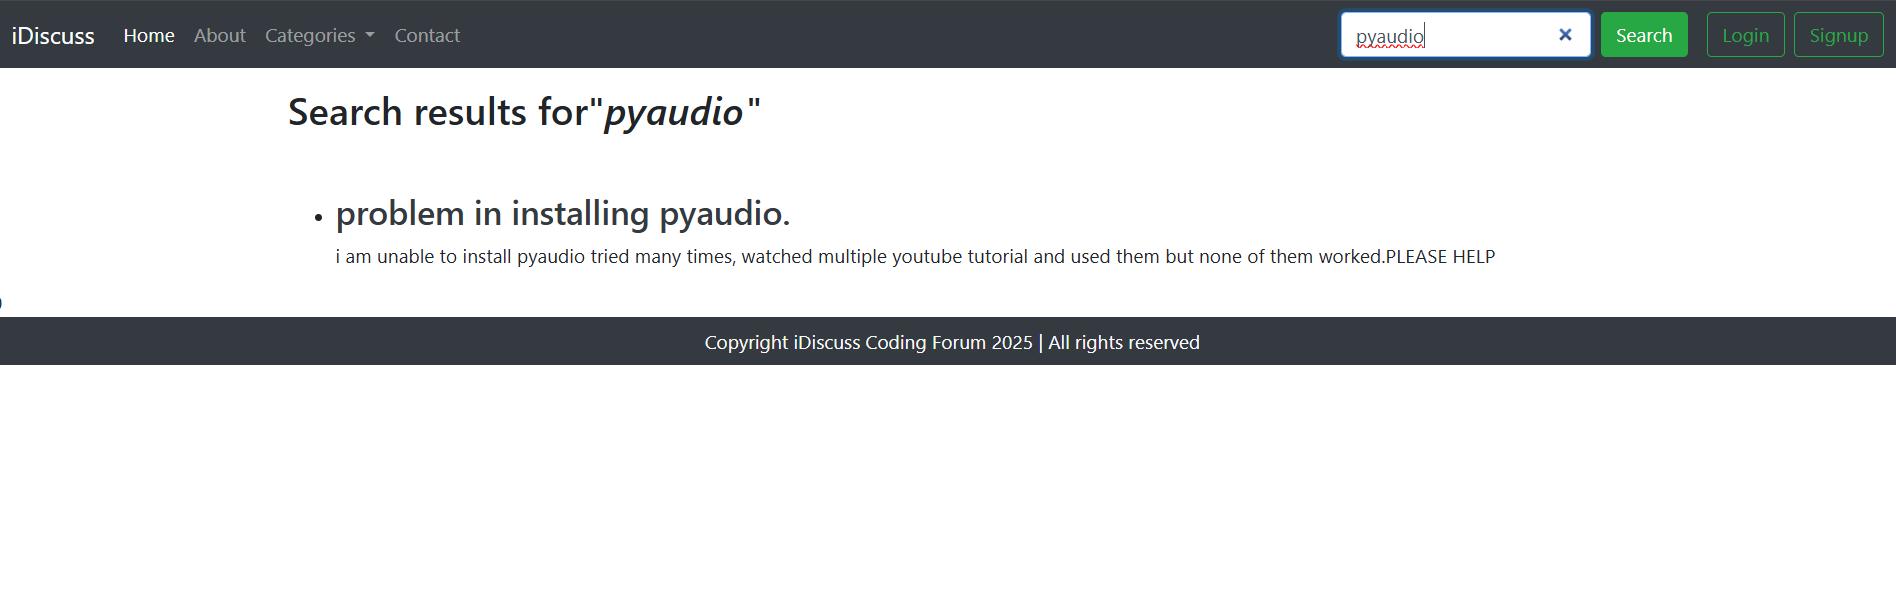 iDiscuss Home About Categories Contact pyaudio Search Login Signup
Search results for"pyaudio"
problem in installing pyaudio.
i am unable to install pyaudio tried many times, watched multiple youtube tutorial and used them but none of them worked.PLEASE HELP
Copyright iDiscuss Coding Forum 2025 | All rights reserved